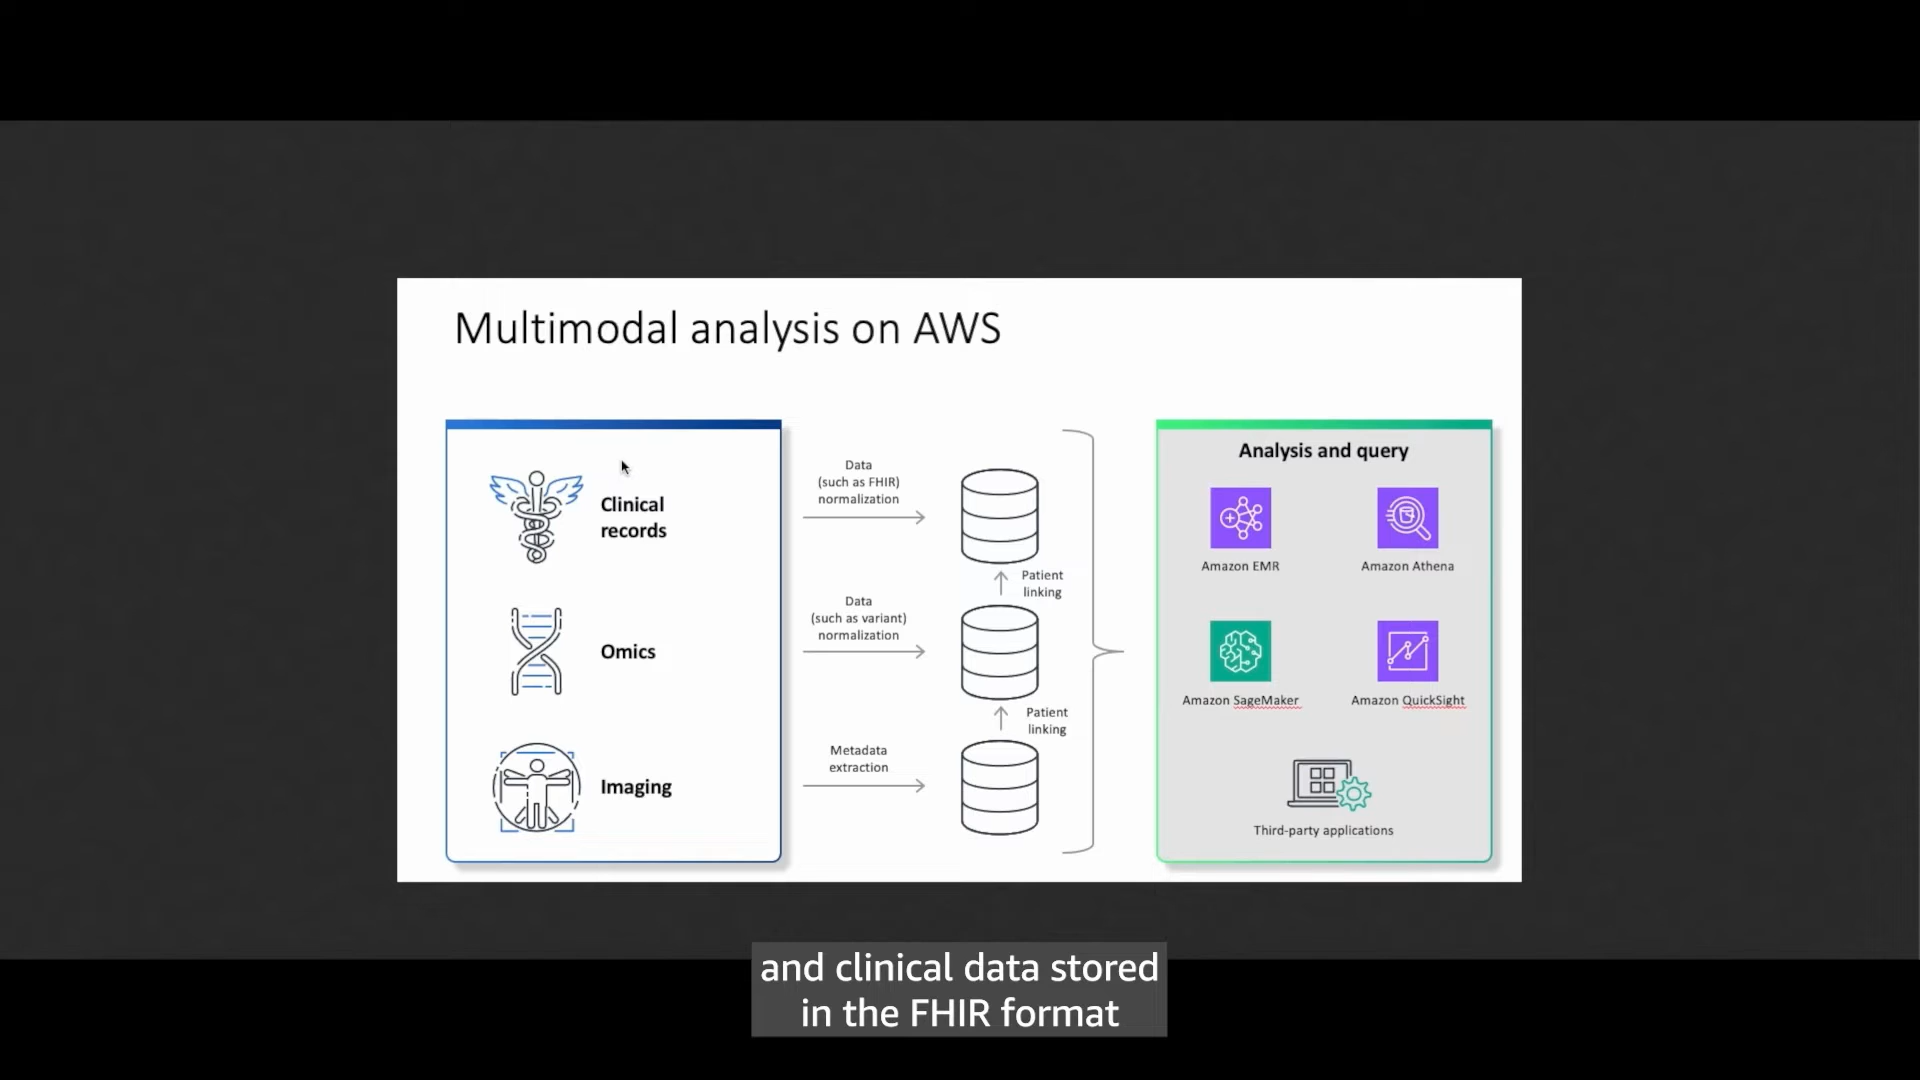 Multimodal analysis on AWS
Clinical
records
Omics
Imaging
Data
(such as FHIR)
normalization
Data
(such as variant)
normalization
Metadata
extraction
Patient
linking
Patient
linking
Analysis and query
Amazon EMR
Amazon Athena
Amazon SageMaker
Amazon QuickSight
Third-party applications
and clinical data stored
in the FHIR format